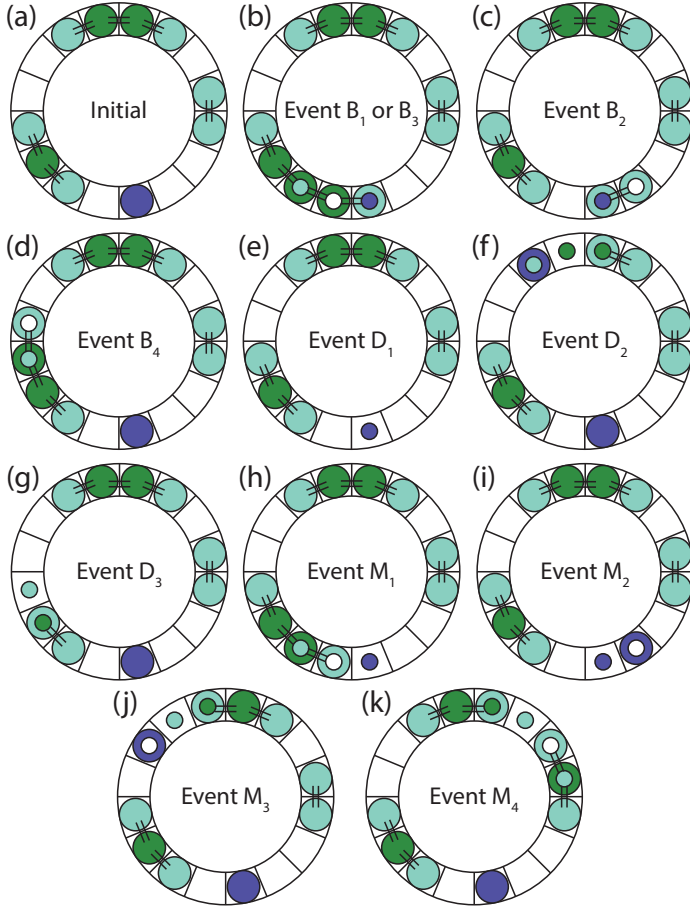 (a)
Initial
(b)
Event B₁ or B₃
(c)
Event B₂
(d)
Event B₄
(e)
Event D₁
(f)
Event D₂
(g)
Event D₃
(h)
Event M₁
(i)
Event M₂
(j)
Event M₃
(k)
Event M₄